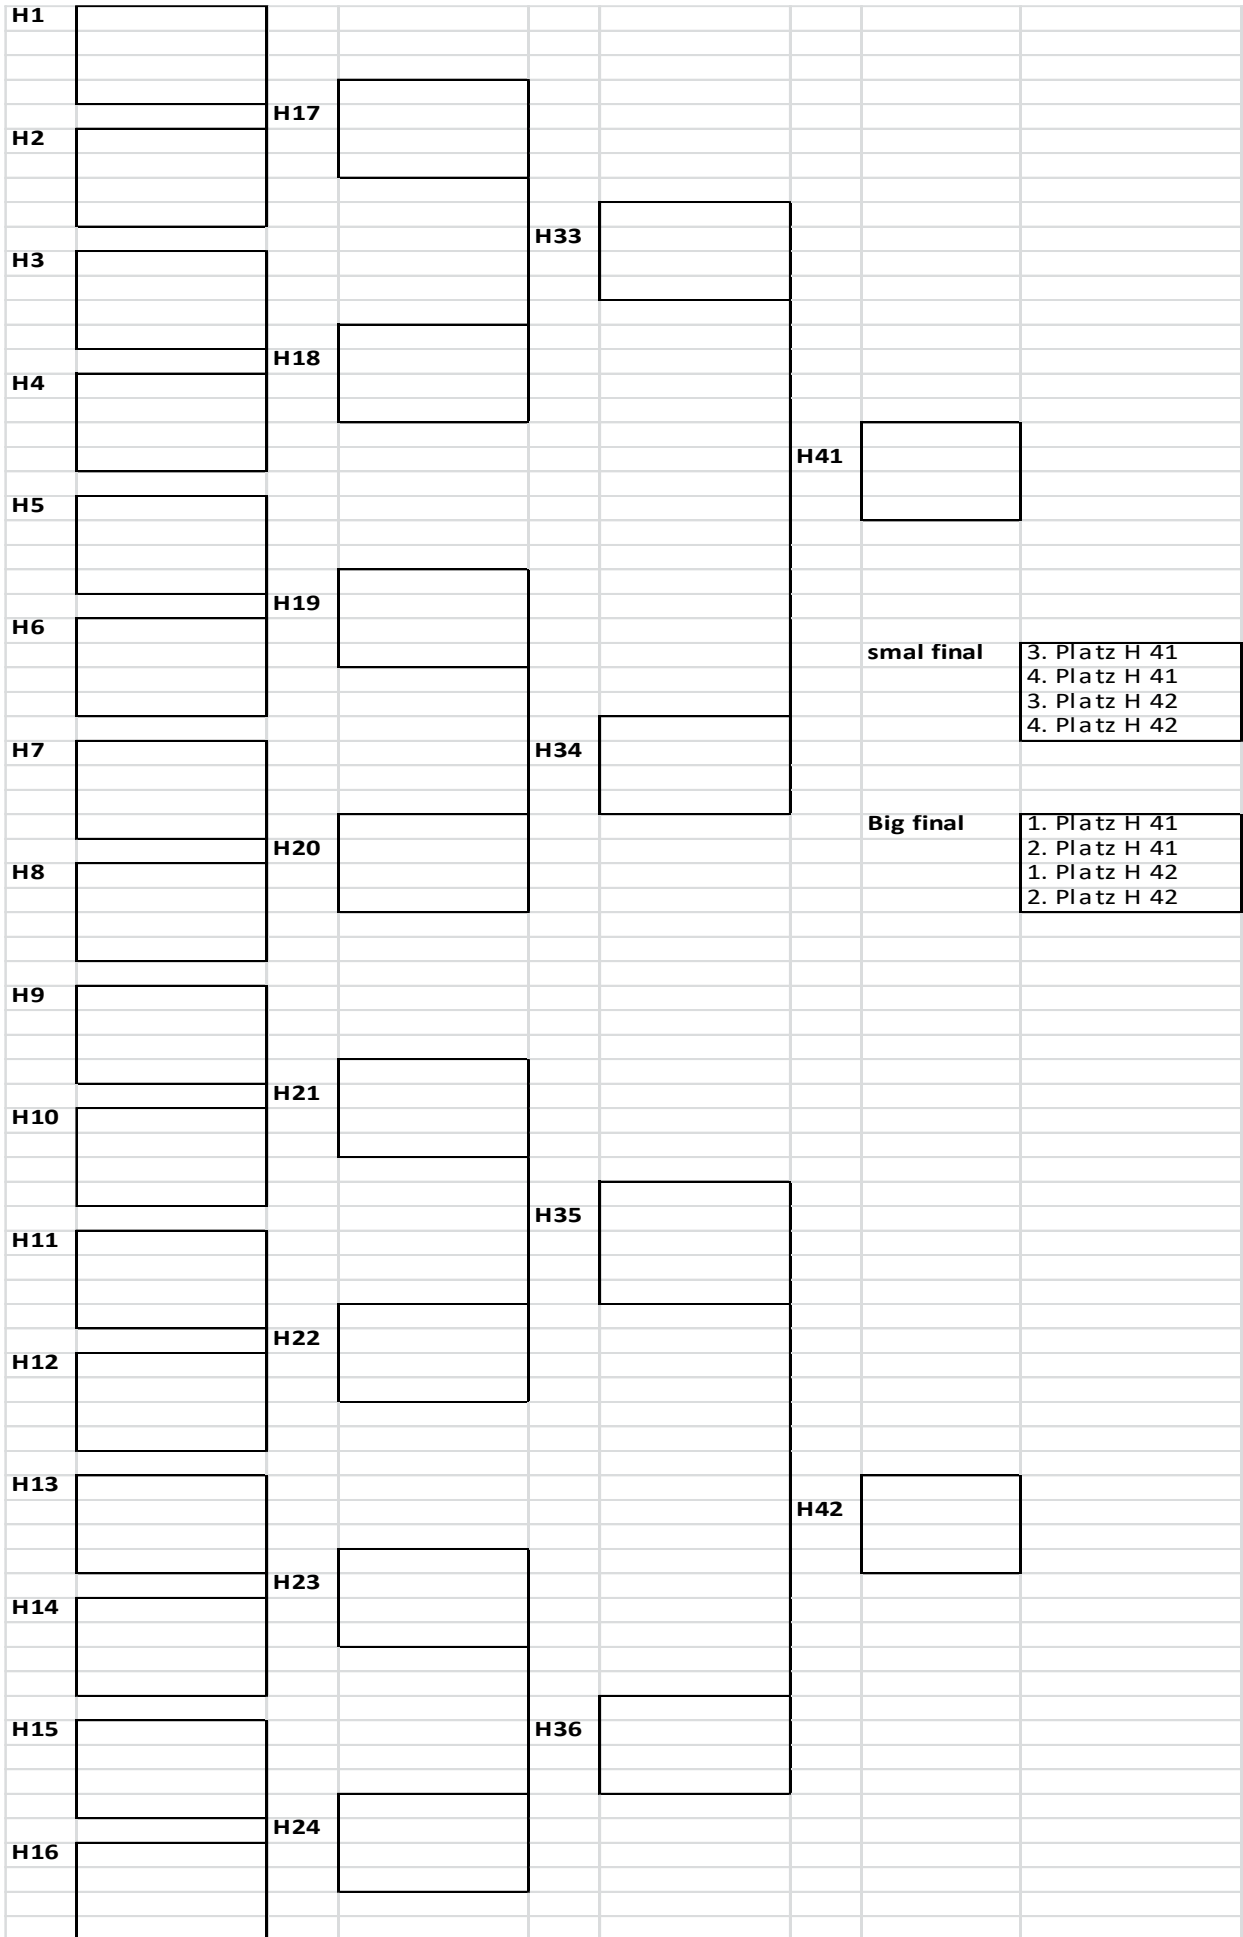 H1
H17
H2
H33
H3
H18
H4
H41
H5
H19
H6
smal final 3. Platz H 41
4. Platz H 41
3. Platz H 42
4. Platz H 42
H7
H34
Big final 1. Platz H 41
H20
2. Platz H 41
H8
1. Platz H 42
2. Platz H 42
H9
H21
H10
H35
H11
H22
H12
H13
H42
H23
H14
H15
H36
H24
H16